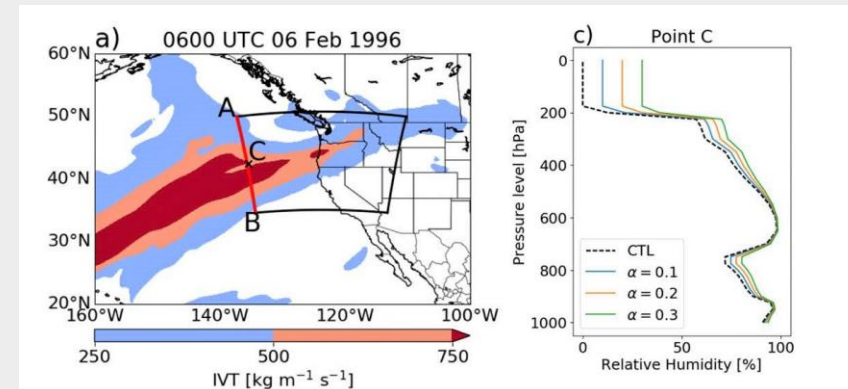 a) 0600 UTC 06 Feb 1996
60°N
50°N
40°N
30°N
20°N
A
C
B
160°W 140°W 120°W 100°W
250 500 750
IVT [kg m⁻¹ s⁻¹]
c) Point C
Pressure level [hPa]
0
200
400
600
800
1000
CTL
α = 0.1
α = 0.2
α = 0.3
0 50 100
Relative Humidity [%]